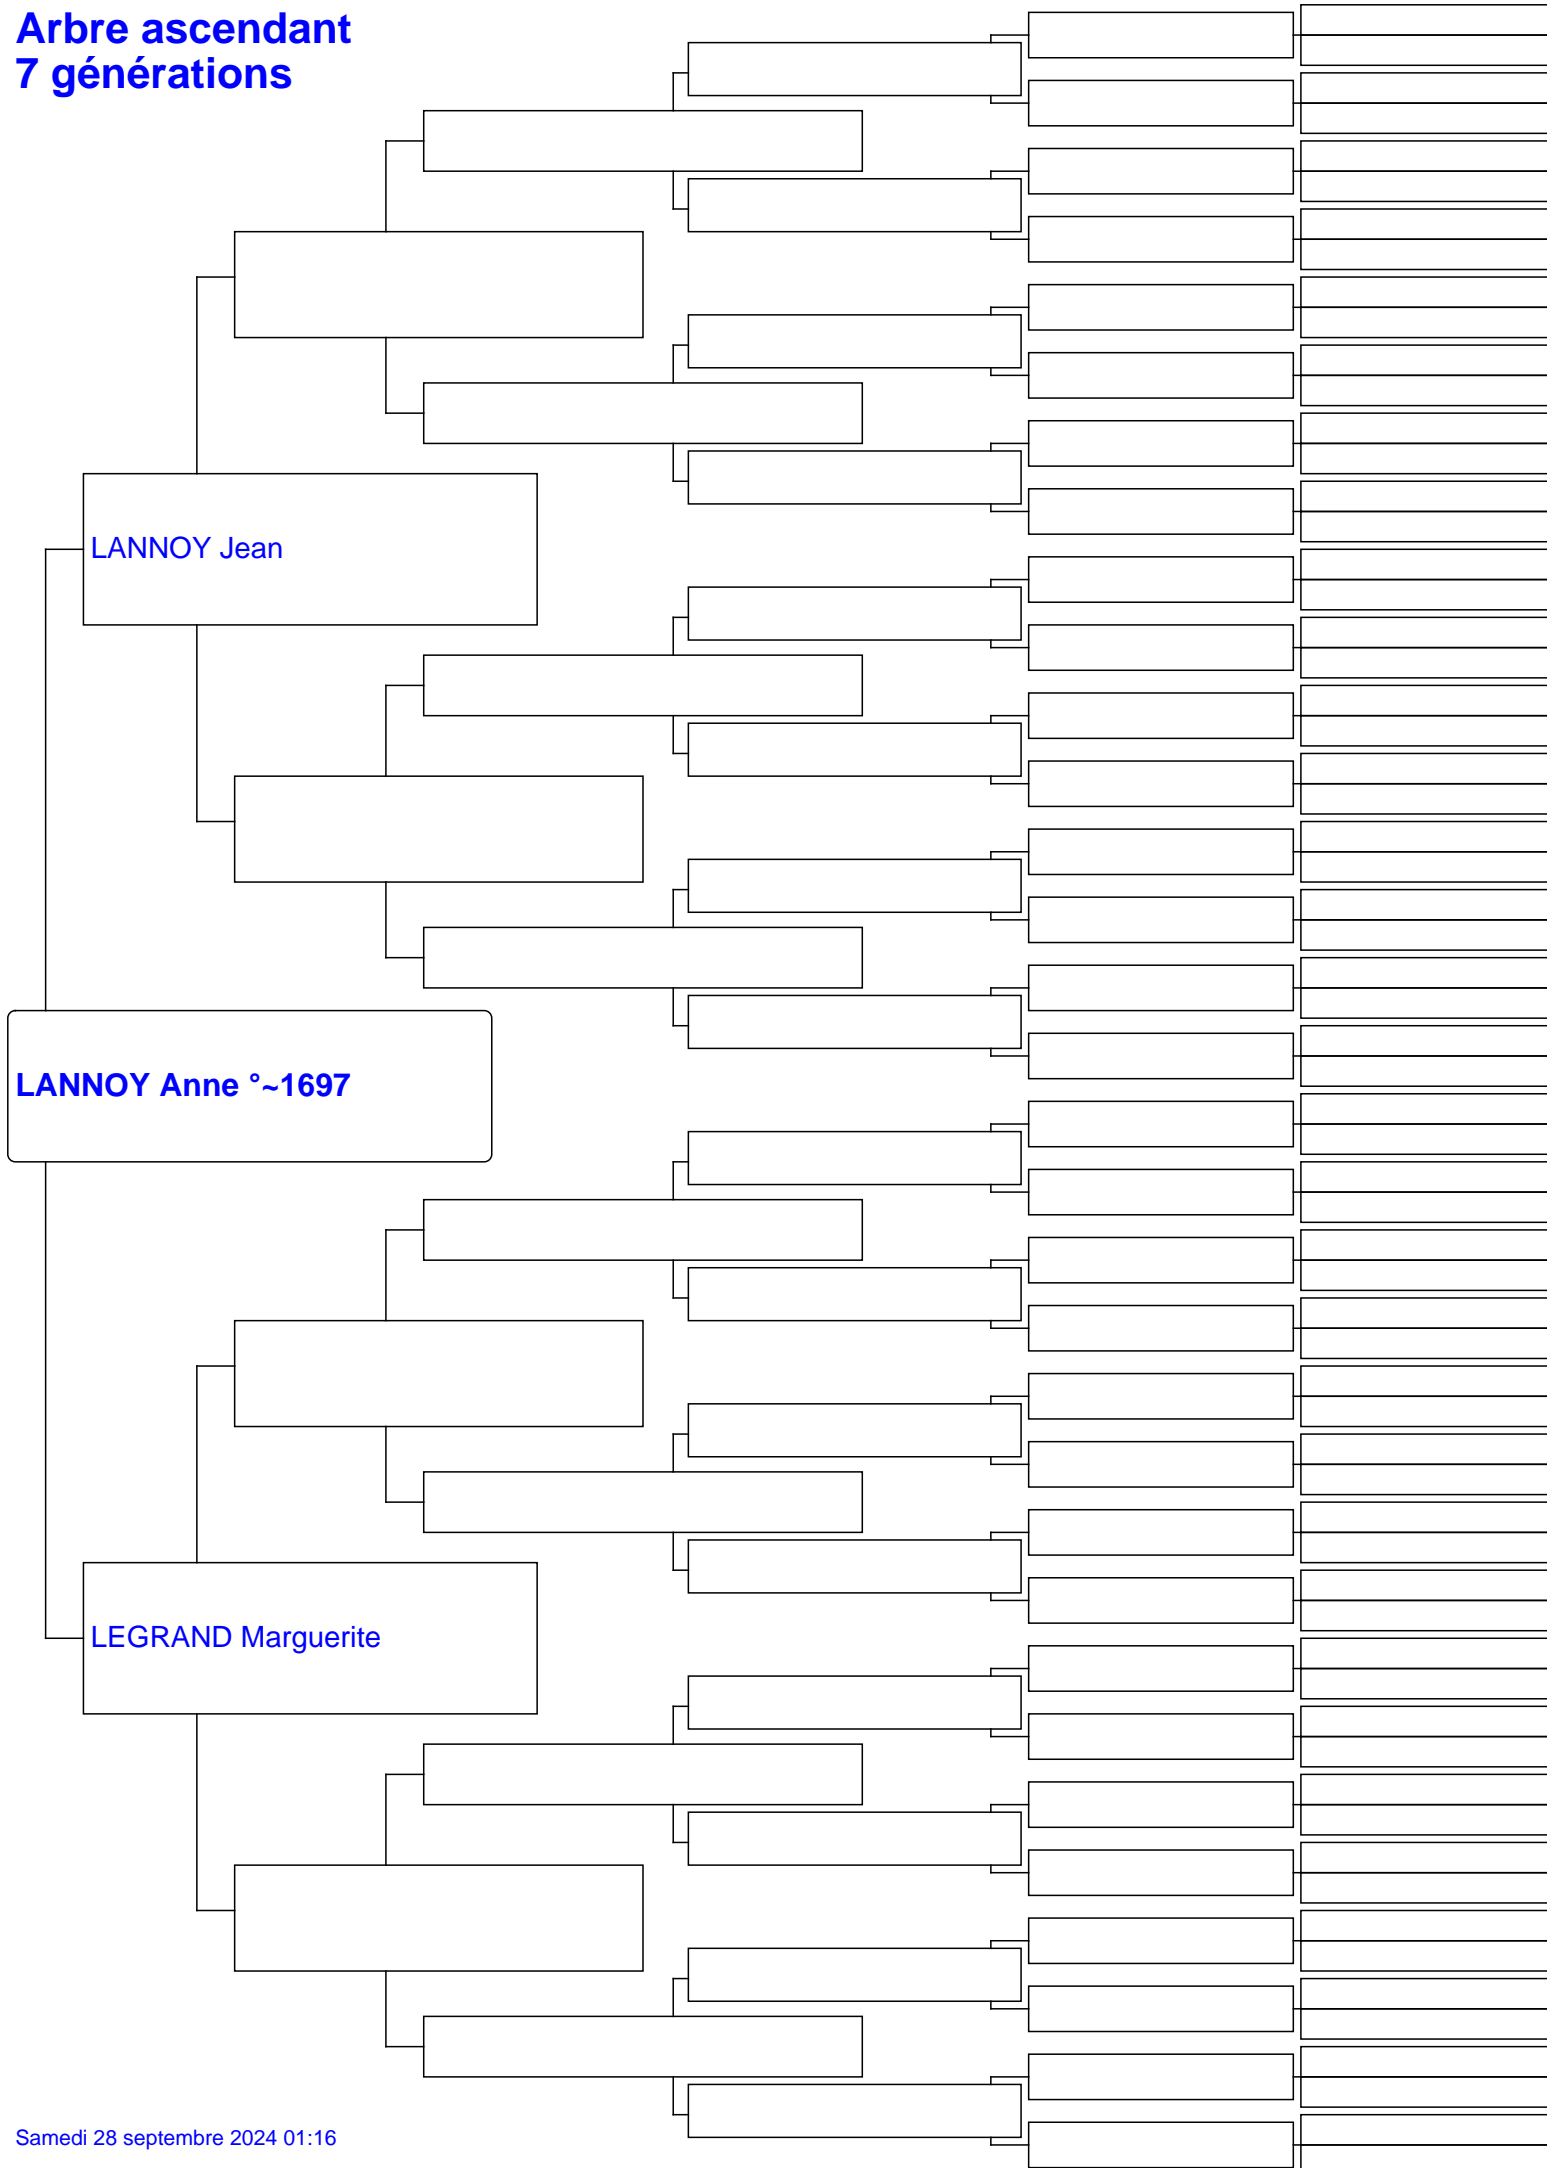 Arbre ascendant
7 générations
LANNOY Jean
LANNOY Anne °~1697
LEGRAND Marguerite
Samedi 28 septembre 2024 01:16